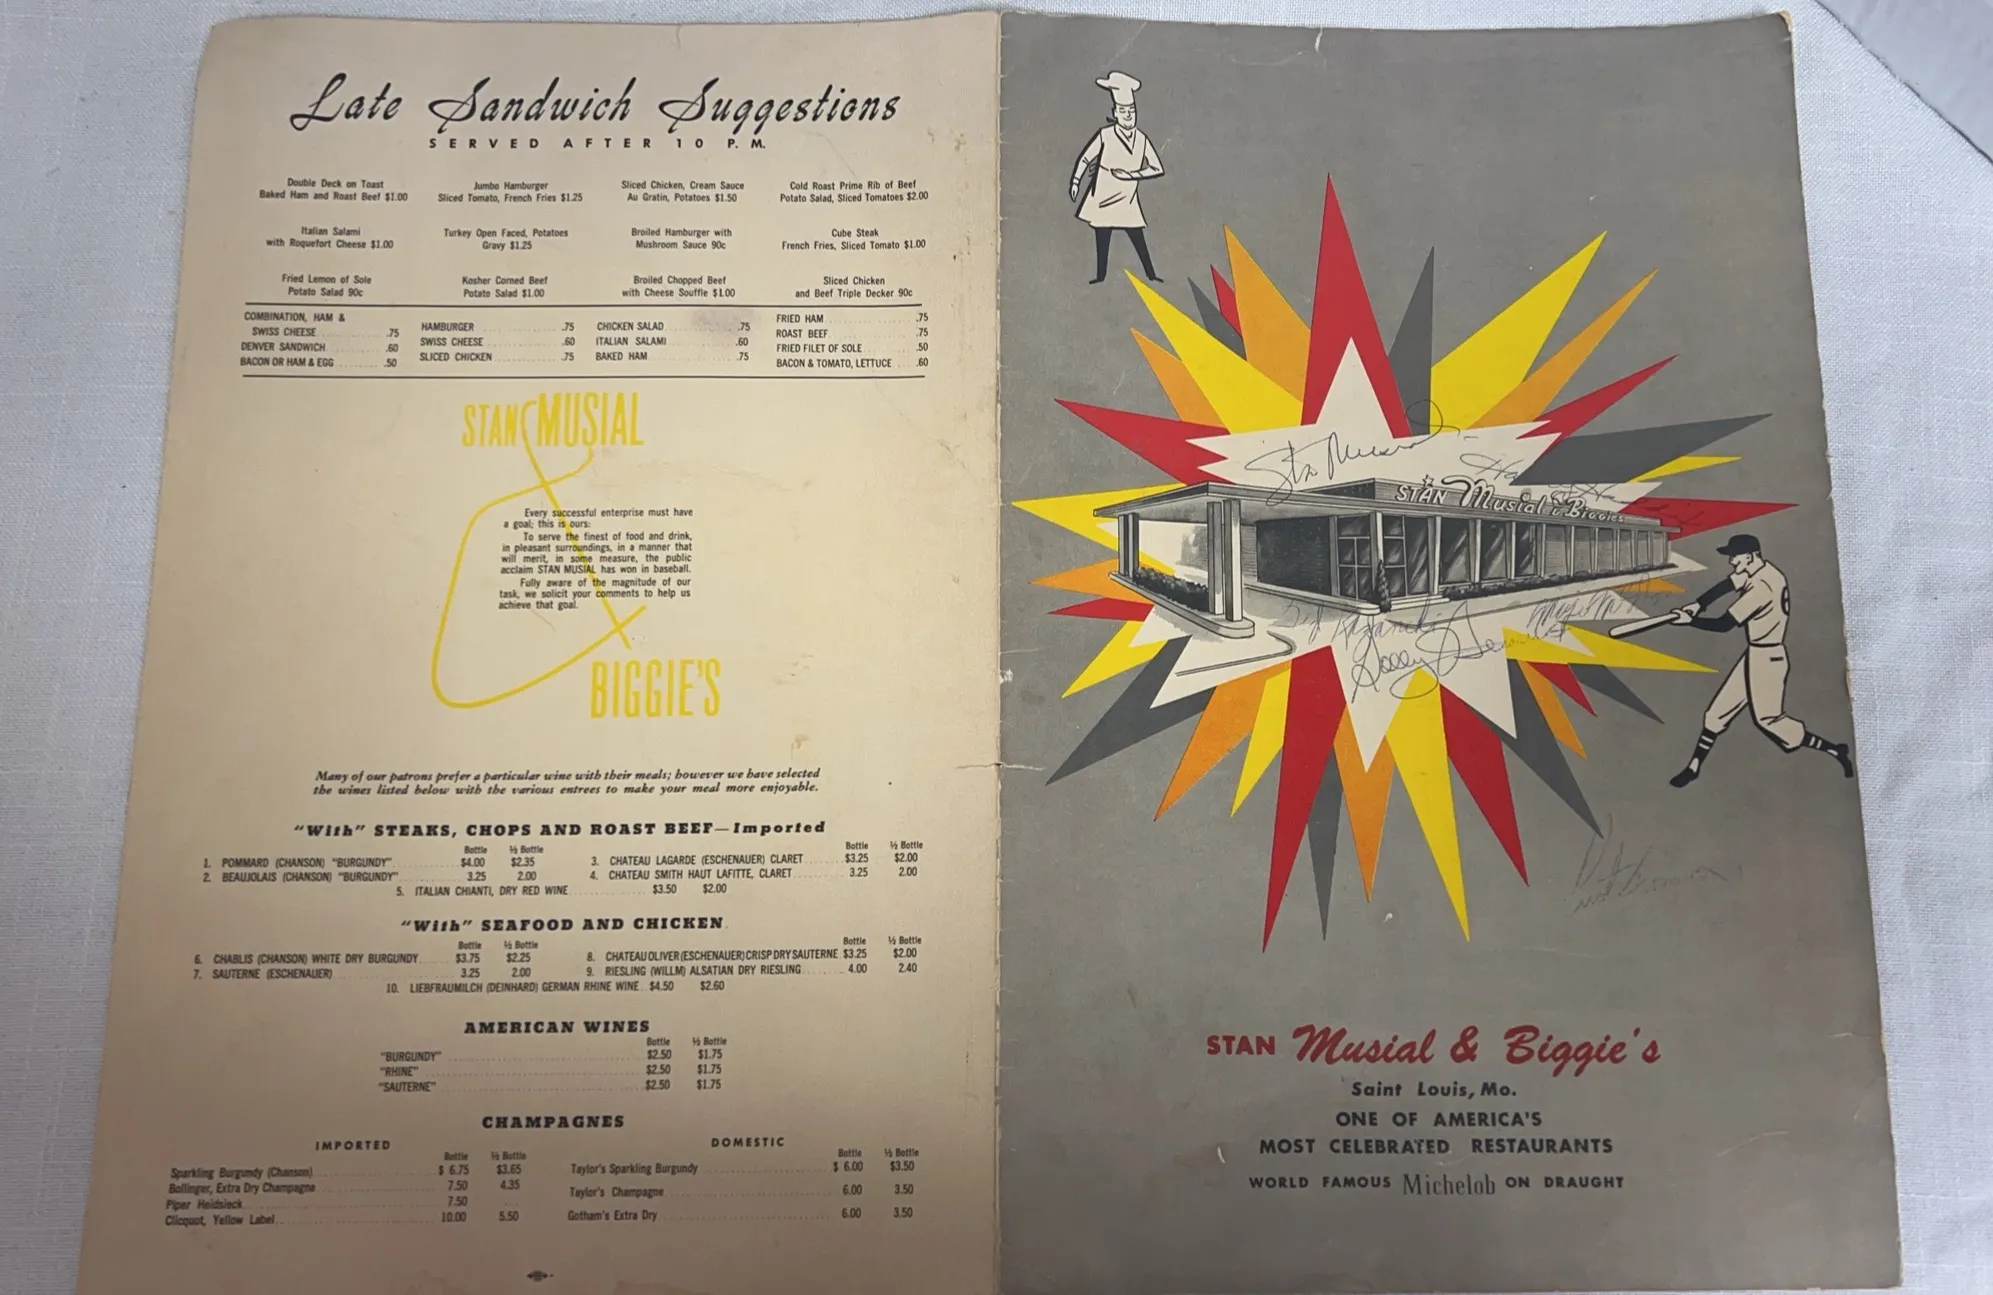 Late Sandwich Suggestions
SERVED AFTER 10 P.M.
Double Deck on Toast
Baked Ham and Roast Beef $1.00
Jumbo Hamburger
Sliced Tomato, French Fries $1.25
Sliced Chicken, Cream Sauce
Au Gratin, Potatoes $1.50
Cold Roast Prime Rib of Beef
Potato Salad, Sliced Tomatoes $2.00
Italian Salami
with Roquefort Cheese $1.00
Turkey Open Faced, Potatoes
Gravy $1.25
Broiled Hamburger with
Mushroom Sauce 90c
Cube Steak
French Fries, Sliced Tomato $1.00
Fried Lemon of Sole
Potato Salad 90c
Kosher Corned Beef
Potato Salad $1.00
Broiled Chopped Beef
with Cheese Souffle $1.00
Sliced Chicken
and Beef Triple Decker 90c
COMBINATION, HAM &
SWISS CHEESE .75
DENVER SANDWICH .60
BACON OR HAM & EGG .50
HAMBURGER .75
SWISS CHEESE .60
SLICED CHICKEN .75
CHICKEN SALAD .75
ITALIAN SALAMI .60
BAKED HAM .75
FRIED HAM .75
ROAST BEEF .75
FRIED FILET OF SOLE .50
BACON & TOMATO, LETTUCE .60
STAN MUSIAL
&
Every successful enterprise must have
a goal; this is ours:
To serve the finest of food and drink,
in pleasant surroundings, in a manner that
will merit, in some measure, the public
acclaim STAN MUSIAL has won in baseball.
Fully aware of the magnitude of our
task, we solicit your comments to help us
achieve that goal.
BIGGIE'S
Many of our patrons prefer a particular wine with their meals; however we have selected
the wines listed below with the various entrees to make your meal more enjoyable.
"With" STEAKS, CHOPS AND ROAST BEEF—Imported
Bottle ½ Bottle
1. POMMARD (CHANSON) "BURGUNDY" $4.00 $2.35
2. BEAUJOLAIS (CHANSON) "BURGUNDY" 3.25 2.00
Bottle ½ Bottle
3. CHATEAU LAGARDE (ESCHENAUER) CLARET $3.25 $2.00
4. CHATEAU SMITH HAUT LAFITTE, CLARET 3.25 2.00
5. ITALIAN CHIANTI, DRY RED WINE $3.50 $2.00
"With" SEAFOOD AND CHICKEN
Bottle ½ Bottle
6. CHABLIS (CHANSON) WHITE DRY BURGUNDY $3.75 $2.25
7. SAUTERNE (ESCHENAUER) 3.25 2.00
Bottle ½ Bottle
8. CHATEAU OLIVER (ESCHENAUER) CRISP DRY SAUTERNE $3.25 $2.00
9. RIESLING (WILLM) ALSATIAN DRY RIESLING 4.00 2.40
10. LIEBFRAUMILCH (DEINHARD) GERMAN RHINE WINE $4.50 $2.60
AMERICAN WINES
Bottle ½ Bottle
"BURGUNDY" $2.50 $1.75
"RHINE" $2.50 $1.75
"SAUTERNE" $2.50 $1.75
CHAMPAGNES
IMPORTED
Bottle ½ Bottle
Sparkling Burgundy (Chanson) $ 6.75 $3.65
Bollinger, Extra Dry Champagne 7.50 4.35
Piper Heidsieck 7.50
Clicquot, Yellow Label 10.00 5.50
DOMESTIC
Bottle ½ Bottle
Taylor's Sparkling Burgundy $ 6.00 $3.50
Taylor's Champagne 6.00 3.50
Gotham's Extra Dry 6.00 3.50
Stan Musial
STAN Musial & Biggies
Ted Kazanski
Solly Hemus
6
STAN Musial & Biggie's
Saint Louis, Mo.
ONE OF AMERICA'S
MOST CELEBRATED RESTAURANTS
WORLD FAMOUS Michelob ON DRAUGHT